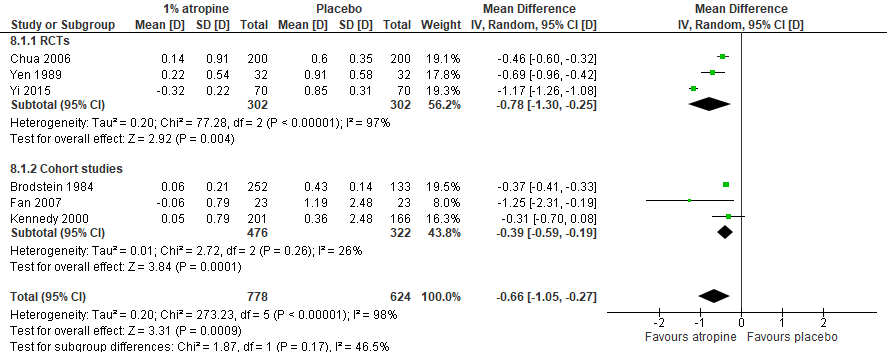 1% atropine Placebo Mean Difference Mean Difference
Study or Subgroup Mean [D] SD [D] Total Mean [D] SD [D] Total Weight IV, Random, 95% CI [D] IV, Random, 95% CI [D]
8.1.1 RCTs
Chua 2006 0.14 0.91 200 0.6 0.35 200 19.1% -0.46 [-0.60, -0.32]
Yen 1989 0.22 0.54 32 0.91 0.58 32 17.8% -0.69 [-0.96, -0.42]
Yi 2015 -0.32 0.22 70 0.85 0.31 70 19.4% -1.17 [-1.26, -1.08]
Subtotal (95% CI) 302 302 56.2% -0.78 [-1.30, -0.25]
Heterogeneity: Tau² = 0.20; Chi² = 77.28, df = 2 (P < 0.00001); I² = 97%
Test for overall effect: Z = 2.92 (P = 0.004)
8.1.2 Cohort studies
Brodstein 1984 0.06 0.21 252 0.43 0.14 133 19.5% -0.37 [-0.41, -0.33]
Fan 2007 -0.06 0.79 23 1.19 2.48 23 8.0% -1.25 [-2.31, -0.19]
Kennedy 2000 0.05 0.79 201 0.36 2.48 166 16.3% -0.31 [-0.70, 0.08]
Subtotal (95% CI) 476 322 43.8% -0.39 [-0.59, -0.19]
Heterogeneity: Tau² = 0.01; Chi² = 2.72, df = 2 (P = 0.26); I² = 26%
Test for overall effect: Z = 3.84 (P = 0.0001)
Total (95% CI) 778 624 100.0% -0.66 [-1.05, -0.27]
Heterogeneity: Tau² = 0.20; Chi² = 273.23, df = 5 (P < 0.00001); I² = 98%
Test for overall effect: Z = 3.31 (P = 0.0009)
Test for subgroup differences: Chi² = 1.87, df = 1 (P = 0.17), I² = 46.5%
-2 -1 0 1 2
Favours atropine Favours placebo